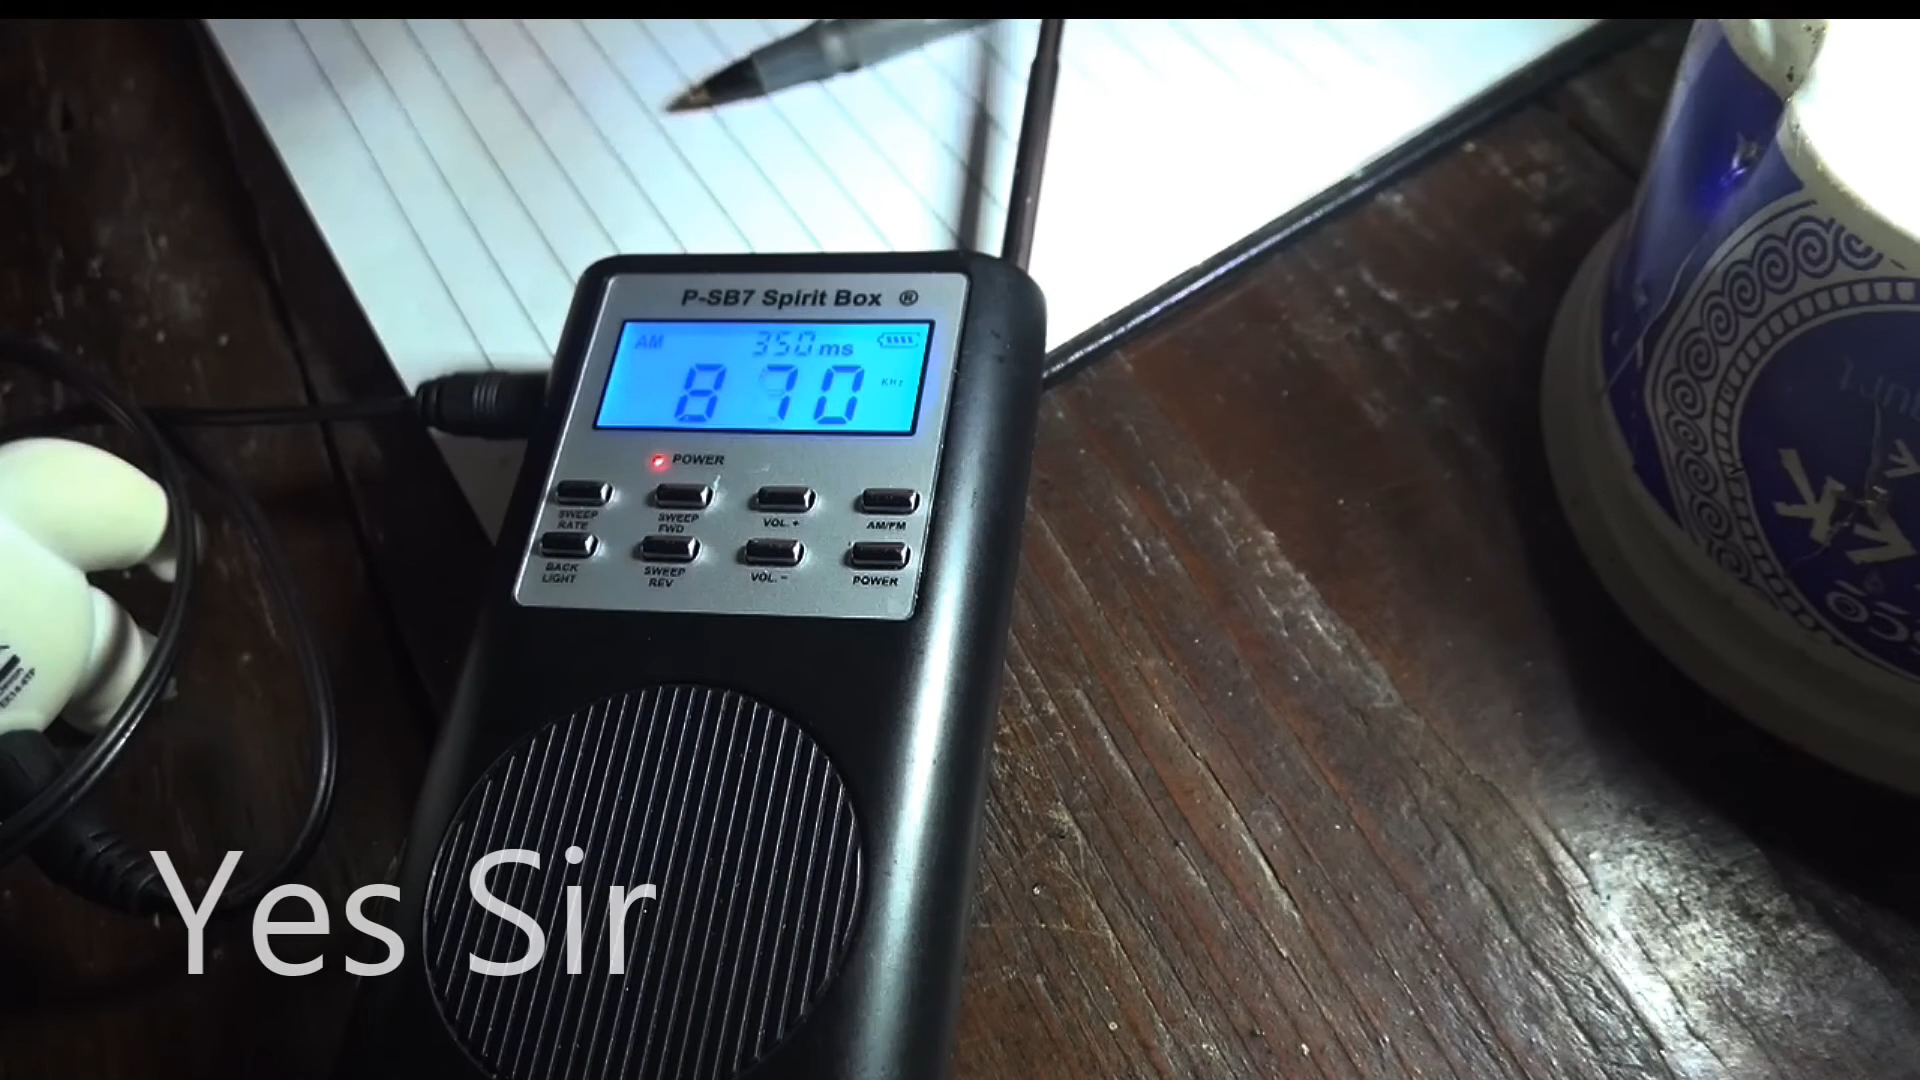 P-SB7 Spirit Box ®
AM 350 ms
870 KHz
POWER
SWEEP RATE
SWEEP FWD
VOL. +
AM/FM
BACK LIGHT
SWEEP REV
VOL. -
POWER
Yes Sir